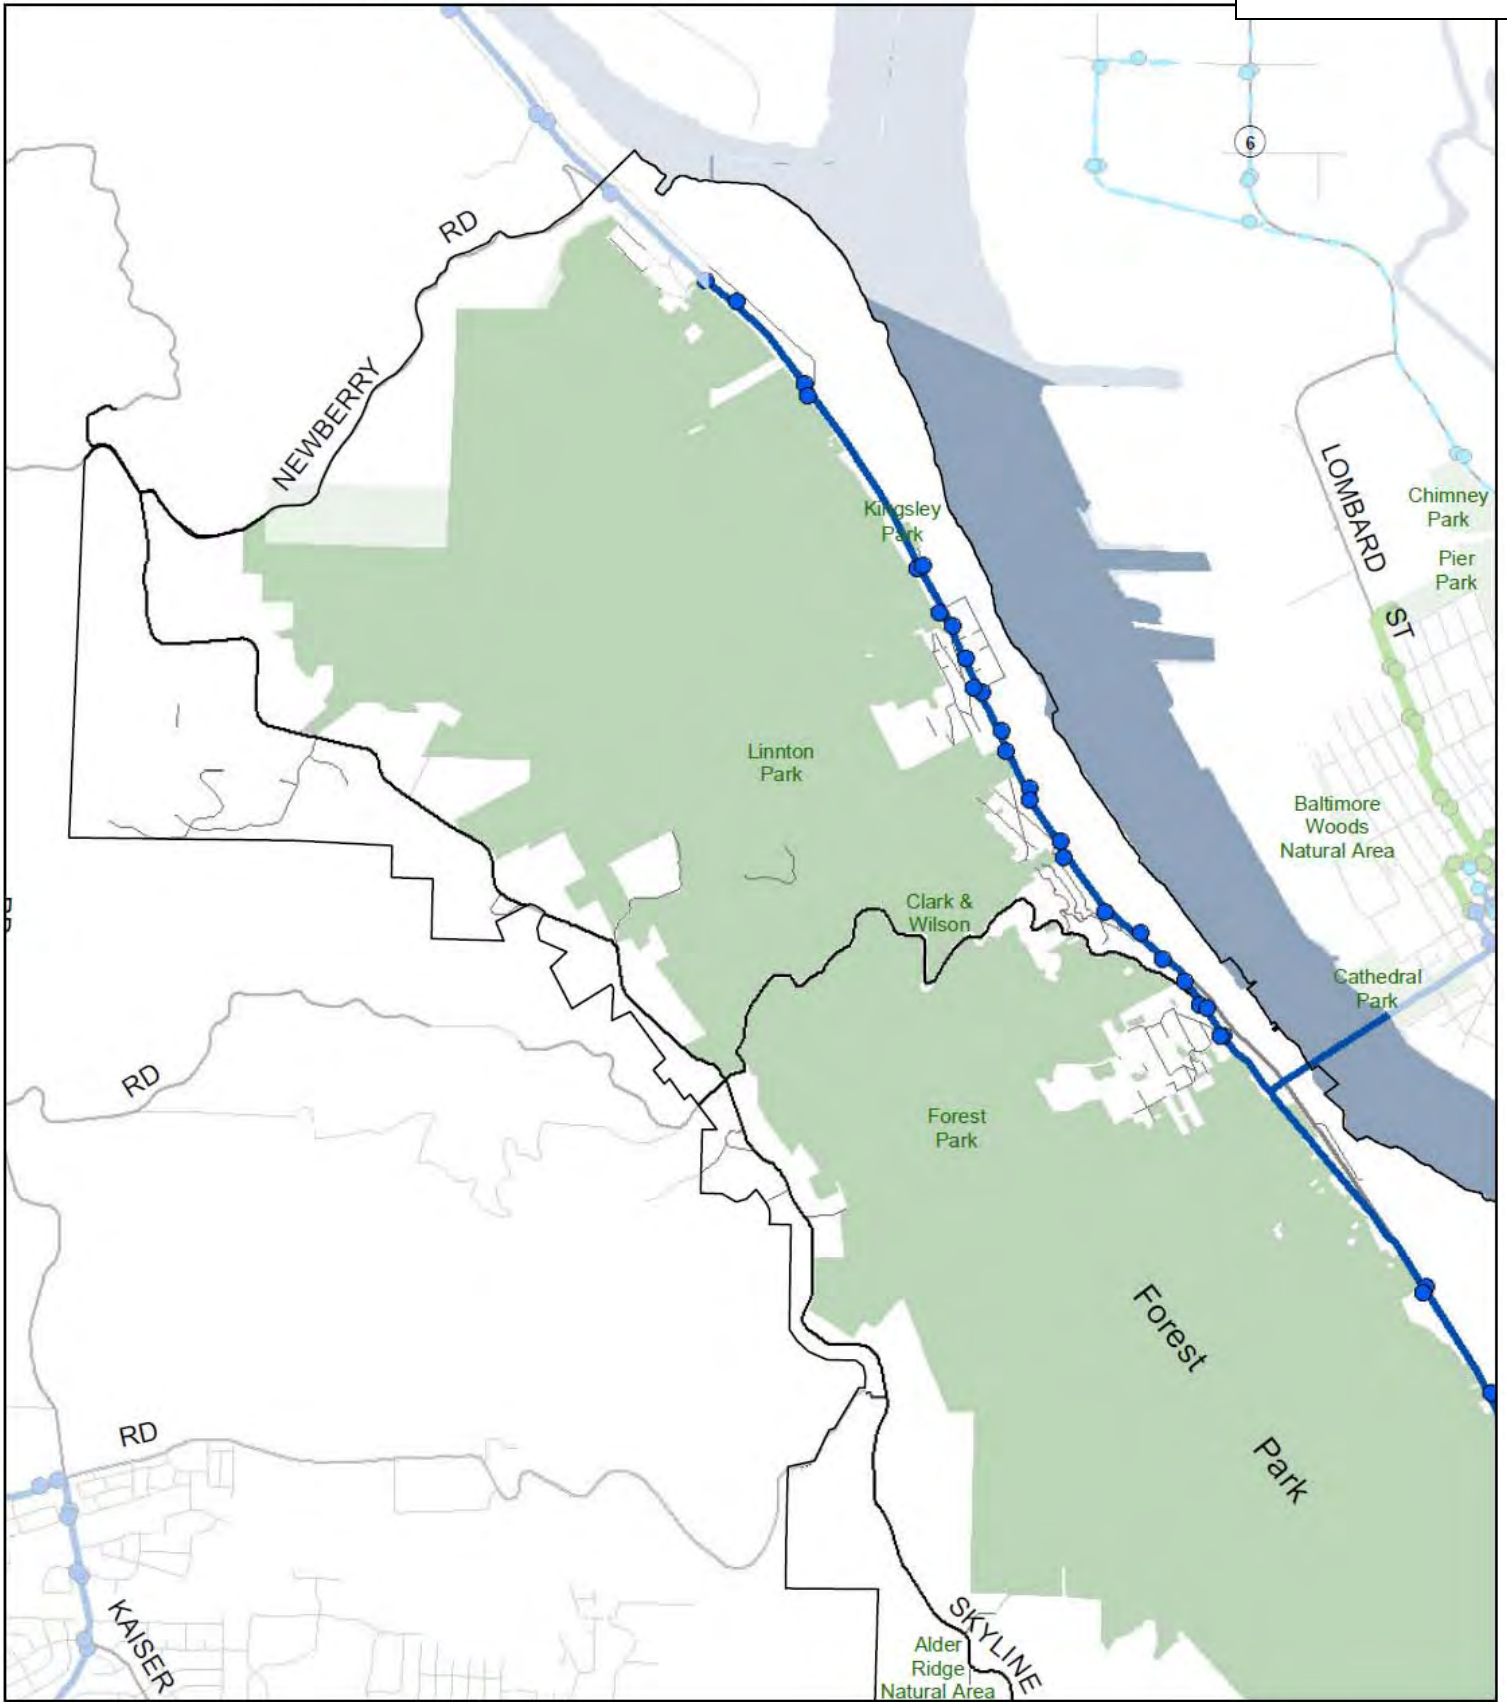 6
RD
NEWBERRY
LOMBARD
ST
Chimney
Park
Pier
Park
Kingsley
Park
Linnton
Park
Baltimore
Woods
Natural Area
Clark &
Wilson
Cathedral
Park
RD
Forest
Park
Forest
Park
RD
KAISER
SKYLINE
Alder
Ridge
Natural Area